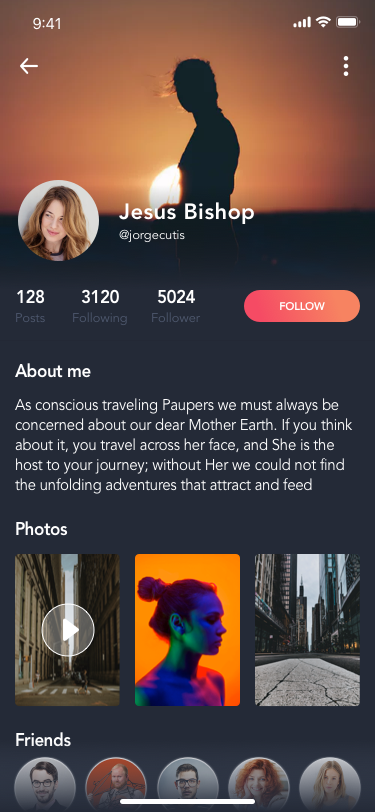 9:41
Jesus Bishop
@jorgecutis
128 3120 5024
Posts Following Follower
FOLLOW
About me
As conscious traveling Paupers we must always be
concerned about our dear Mother Earth. If you think
about it, you travel across her face, and She is the
host to your journey; without Her we could not find
the unfolding adventures that attract and feed
Photos
Friends